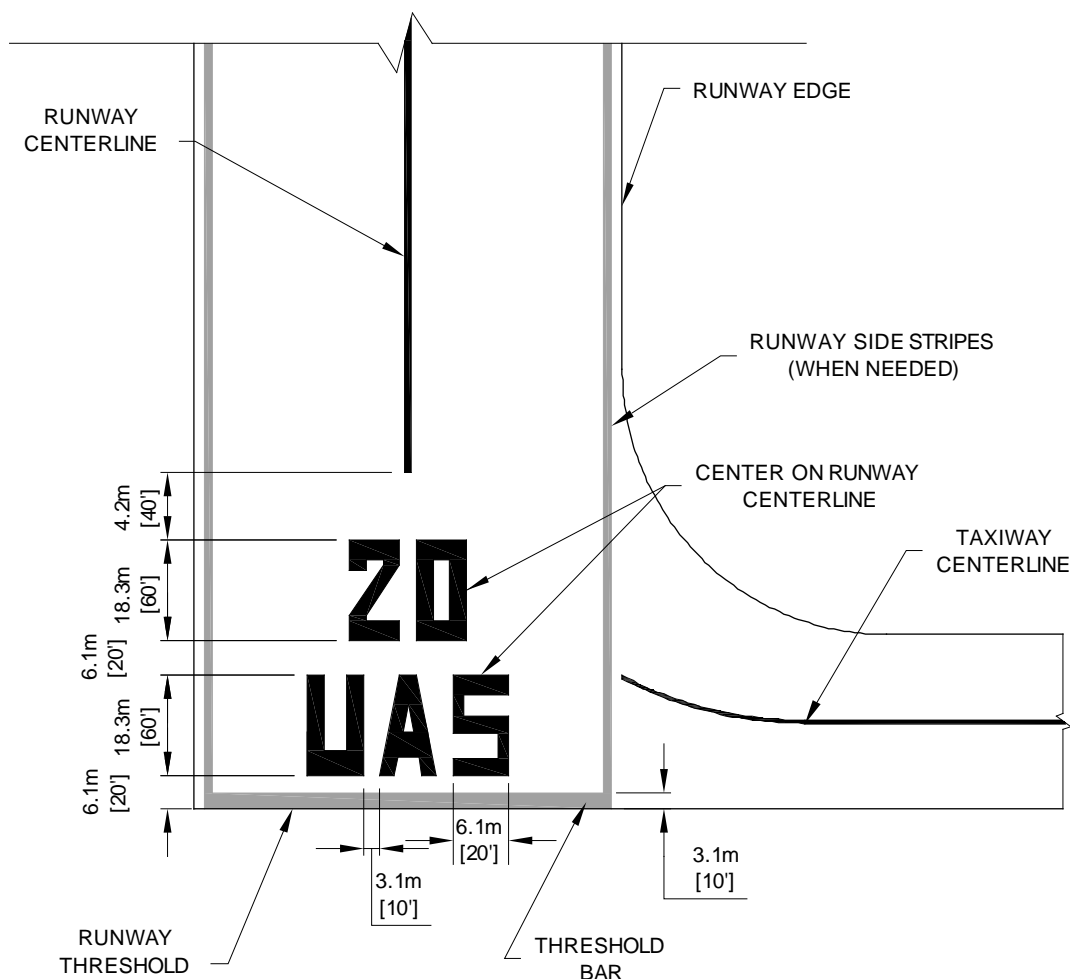 RUNWAY EDGE
RUNWAY
CENTERLINE
RUNWAY SIDE STRIPES
(WHEN NEEDED)
CENTER ON RUNWAY
CENTERLINE
4.2m
[40']
TAXIWAY
CENTERLINE
20
18.3m
[60']
6.1m
[20']
UAS
18.3m
[60']
6.1m
[20']
6.1m
[20']
3.1m
[10']
3.1m
[10']
RUNWAY
THRESHOLD
THRESHOLD
BAR